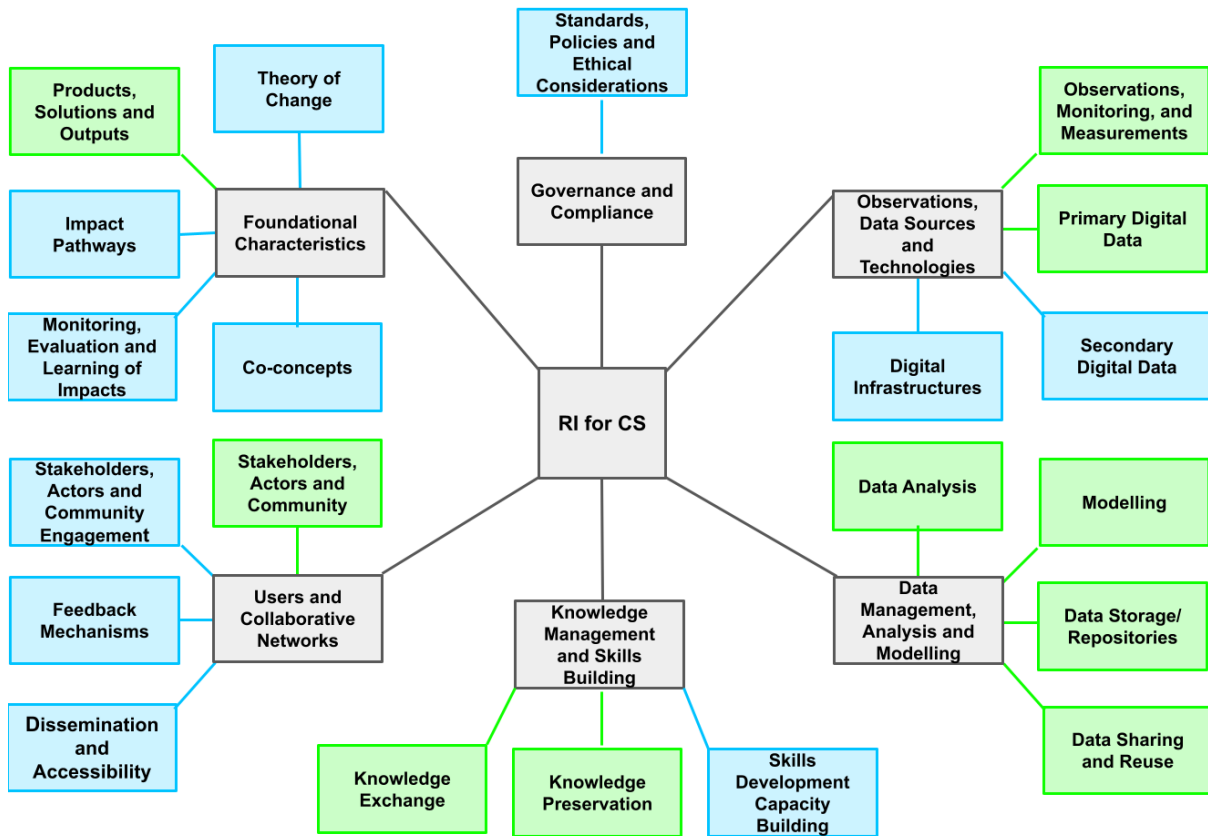 Standards,
Policies and
Ethical
Considerations
Theory of
Change
Products,
Solutions and
Outputs
Observations,
Monitoring, and
Measurements
Governance and
Compliance
Impact
Pathways
Foundational
Characteristics
Observations,
Data Sources
and
Technologies
Primary Digital
Data
Monitoring,
Evaluation and
Learning of
Impacts
Co-concepts
Digital
Infrastructures
Secondary
Digital Data
RI for CS
Stakeholders,
Actors and
Community
Engagement
Stakeholders,
Actors and
Community
Data Analysis
Modelling
Feedback
Mechanisms
Users and
Collaborative
Networks
Knowledge
Management
and Skills
Building
Data
Management,
Analysis and
Modelling
Data Storage/
Repositories
Dissemination
and
Accessibility
Knowledge
Exchange
Knowledge
Preservation
Skills
Development
Capacity
Building
Data Sharing
and Reuse